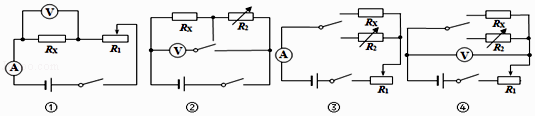 V V
A Rx R1
① 
Rx R2
V
②
Rx
R2
A
R1
③
Rx
R2
V
R1
④